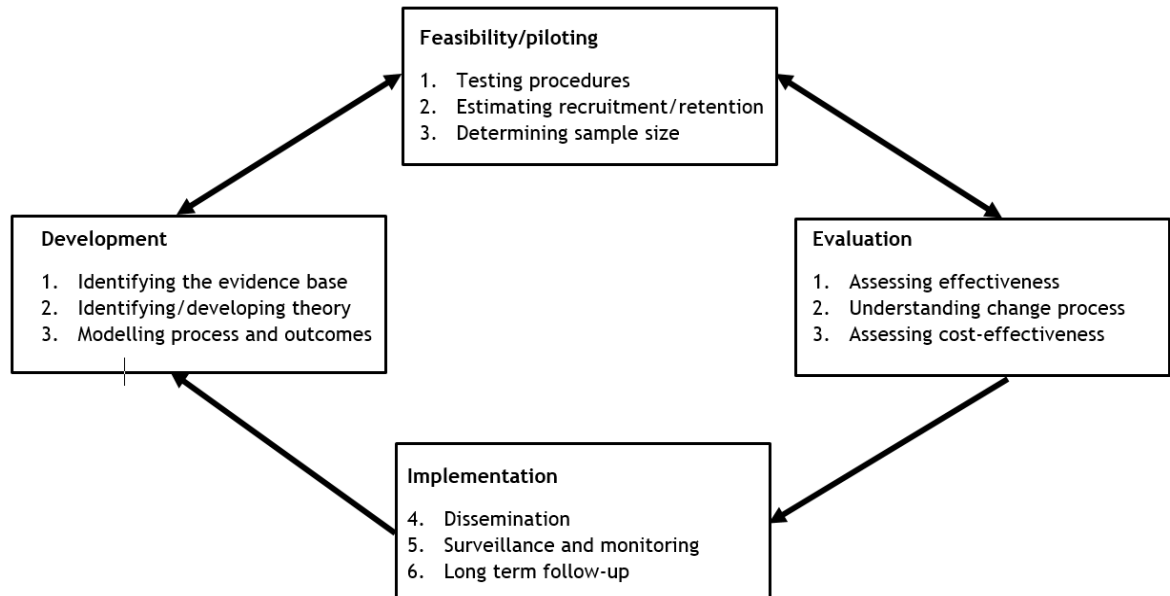 Feasibility/piloting
1. Testing procedures
2. Estimating recruitment/retention
3. Determining sample size
Development
1. Identifying the evidence base
2. Identifying/developing theory
3. Modelling process and outcomes
Evaluation
1. Assessing effectiveness
2. Understanding change process
3. Assessing cost-effectiveness
Implementation
4. Dissemination
5. Surveillance and monitoring
6. Long term follow-up